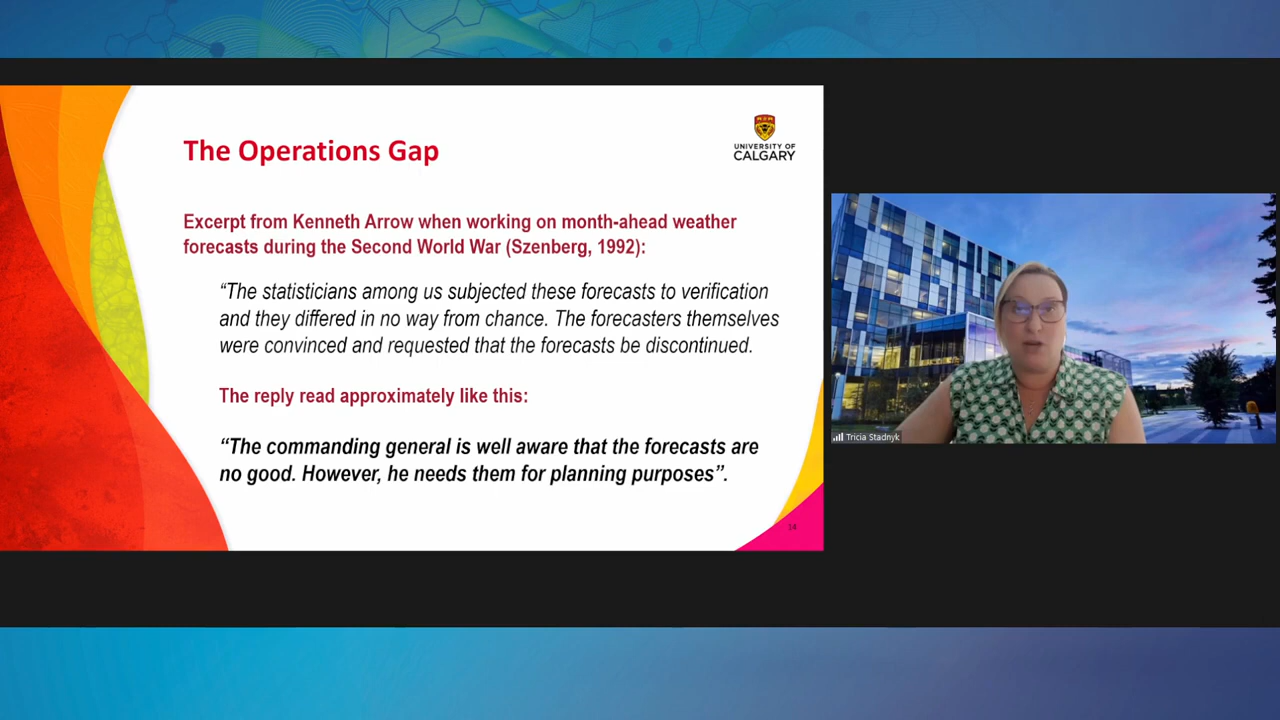 The Operations Gap
UNIVERSITY OF
CALGARY
Excerpt from Kenneth Arrow when working on month-ahead weather
forecasts during the Second World War (Szenberg, 1992):
“The statisticians among us subjected these forecasts to verification
and they differed in no way from chance. The forecasters themselves
were convinced and requested that the forecasts be discontinued.
The reply read approximately like this:
“The commanding general is well aware that the forecasts are
no good. However, he needs them for planning purposes”.
14
Tricia Stadnyk